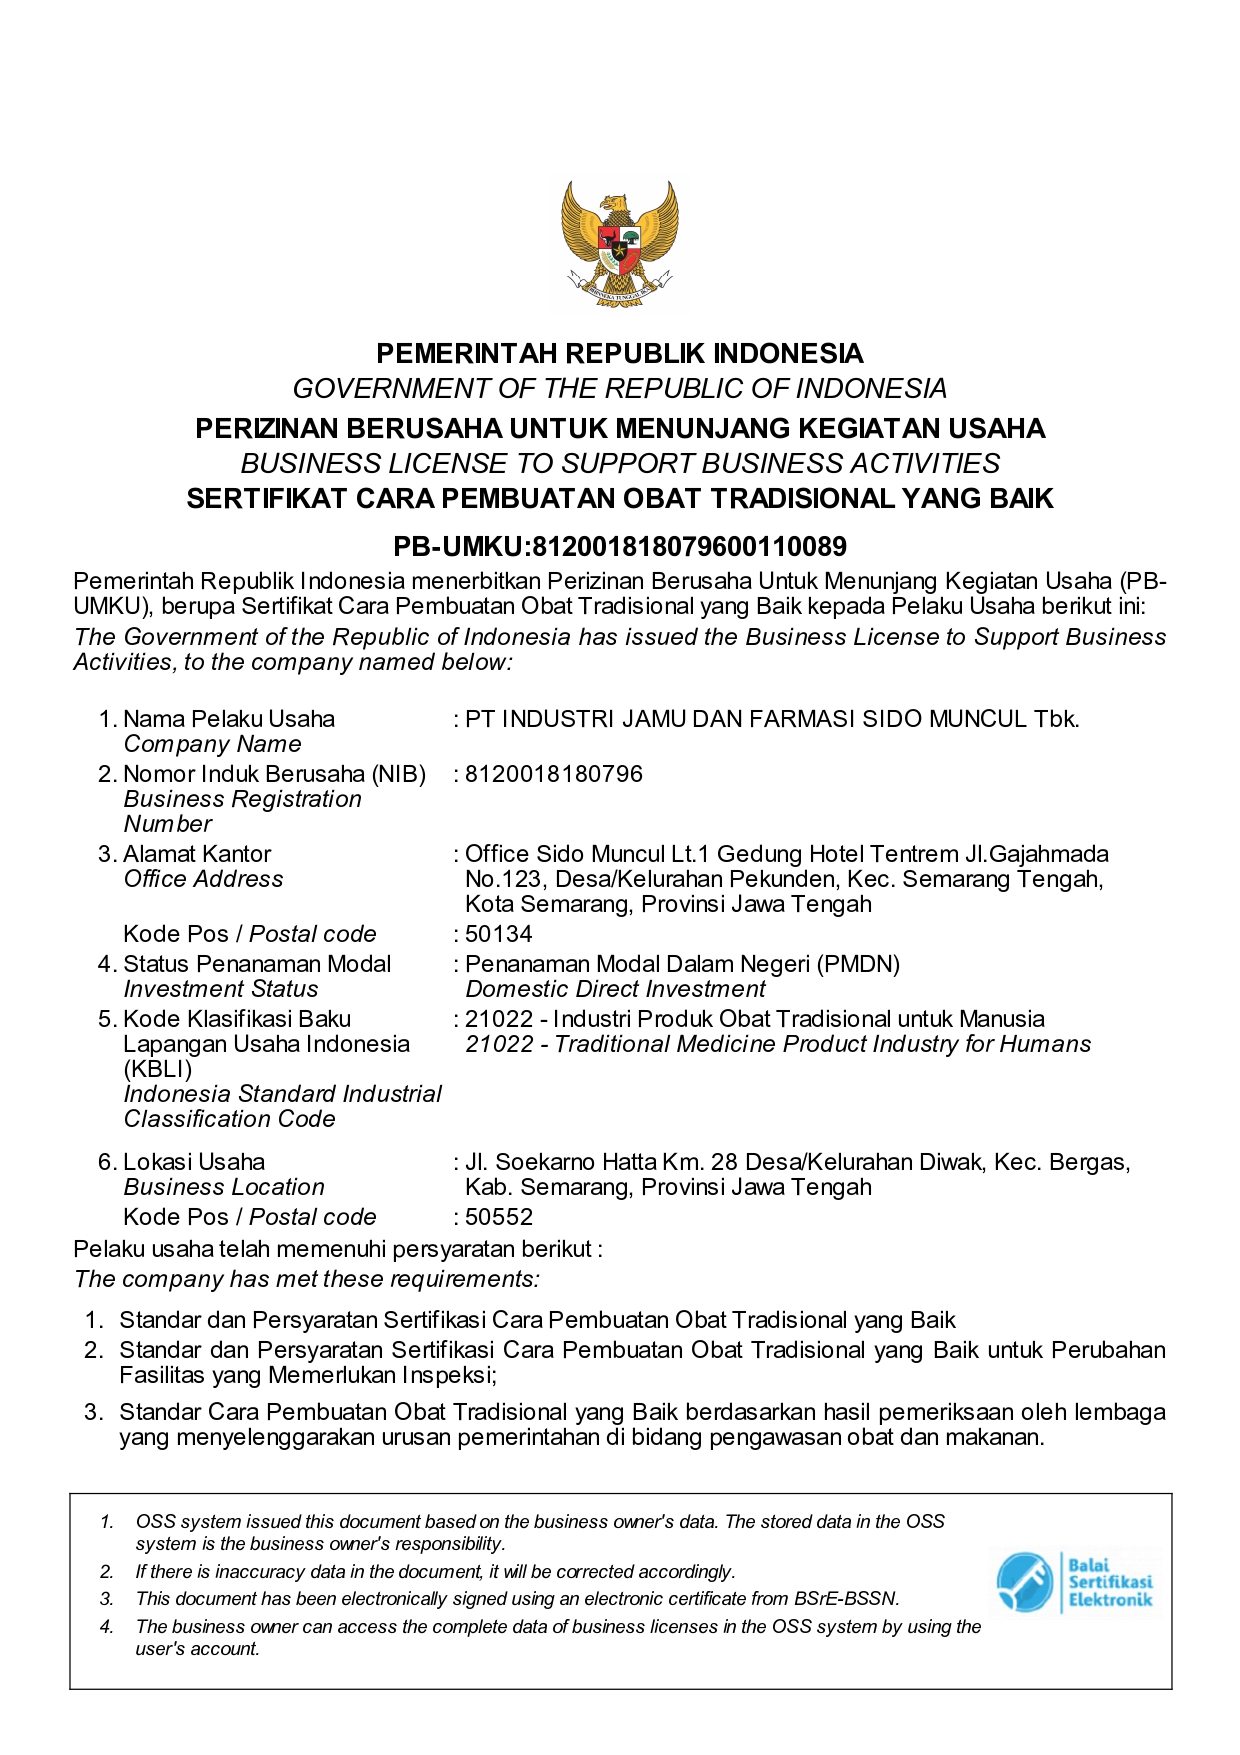 BHINNEKA TUNGGAL IKA
PEMERINTAH REPUBLIK INDONESIA
GOVERNMENT OF THE REPUBLIC OF INDONESIA
PERIZINAN BERUSAHA UNTUK MENUNJANG KEGIATAN USAHA
BUSINESS LICENSE TO SUPPORT BUSINESS ACTIVITIES
SERTIFIKAT CARA PEMBUATAN OBAT TRADISIONAL YANG BAIK
PB-UMKU:812001818079600110089
Pemerintah Republik Indonesia menerbitkan Perizinan Berusaha Untuk Menunjang Kegiatan Usaha (PB-
UMKU), berupa Sertifikat Cara Pembuatan Obat Tradisional yang Baik kepada Pelaku Usaha berikut ini:
The Government of the Republic of Indonesia has issued the Business License to Support Business
Activities, to the company named below:
1. Nama Pelaku Usaha : PT INDUSTRI JAMU DAN FARMASI SIDO MUNCUL Tbk.
Company Name
2. Nomor Induk Berusaha (NIB) : 8120018180796
Business Registration
Number
3. Alamat Kantor : Office Sido Muncul Lt.1 Gedung Hotel Tentrem Jl.Gajahmada
Office Address No.123, Desa/Kelurahan Pekunden, Kec. Semarang Tengah,
Kota Semarang, Provinsi Jawa Tengah
Kode Pos / Postal code : 50134
4. Status Penanaman Modal : Penanaman Modal Dalam Negeri (PMDN)
Investment Status Domestic Direct Investment
5. Kode Klasifikasi Baku : 21022 - Industri Produk Obat Tradisional untuk Manusia
Lapangan Usaha Indonesia 21022 - Traditional Medicine Product Industry for Humans
(KBLI)
Indonesia Standard Industrial
Classification Code
6. Lokasi Usaha : Jl. Soekarno Hatta Km. 28 Desa/Kelurahan Diwak, Kec. Bergas,
Business Location Kab. Semarang, Provinsi Jawa Tengah
Kode Pos / Postal code : 50552
Pelaku usaha telah memenuhi persyaratan berikut :
The company has met these requirements:
1. Standar dan Persyaratan Sertifikasi Cara Pembuatan Obat Tradisional yang Baik
2. Standar dan Persyaratan Sertifikasi Cara Pembuatan Obat Tradisional yang Baik untuk Perubahan
Fasilitas yang Memerlukan Inspeksi;
3. Standar Cara Pembuatan Obat Tradisional yang Baik berdasarkan hasil pemeriksaan oleh lembaga
yang menyelenggarakan urusan pemerintahan di bidang pengawasan obat dan makanan.
1. OSS system issued this document based on the business owner's data. The stored data in the OSS
system is the business owner's responsibility.
2. If there is inaccuracy data in the document, it will be corrected accordingly.
3. This document has been electronically signed using an electronic certificate from BSrE-BSSN.
4. The business owner can access the complete data of business licenses in the OSS system by using the
user's account.
Balai
Sertifikasi
Elektronik